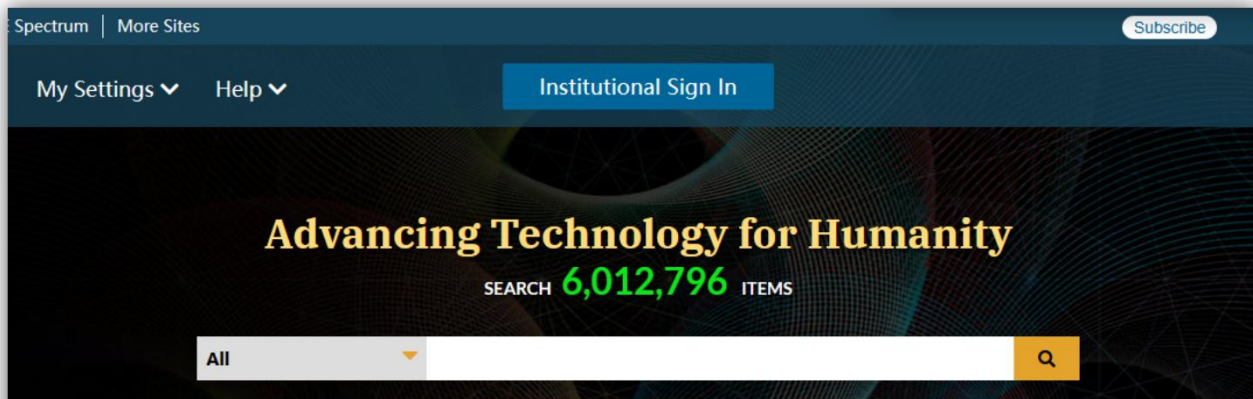 Spectrum | More Sites
Subscribe
My Settings
Help
Institutional Sign In
Advancing Technology for Humanity
SEARCH 6,012,796 ITEMS
All